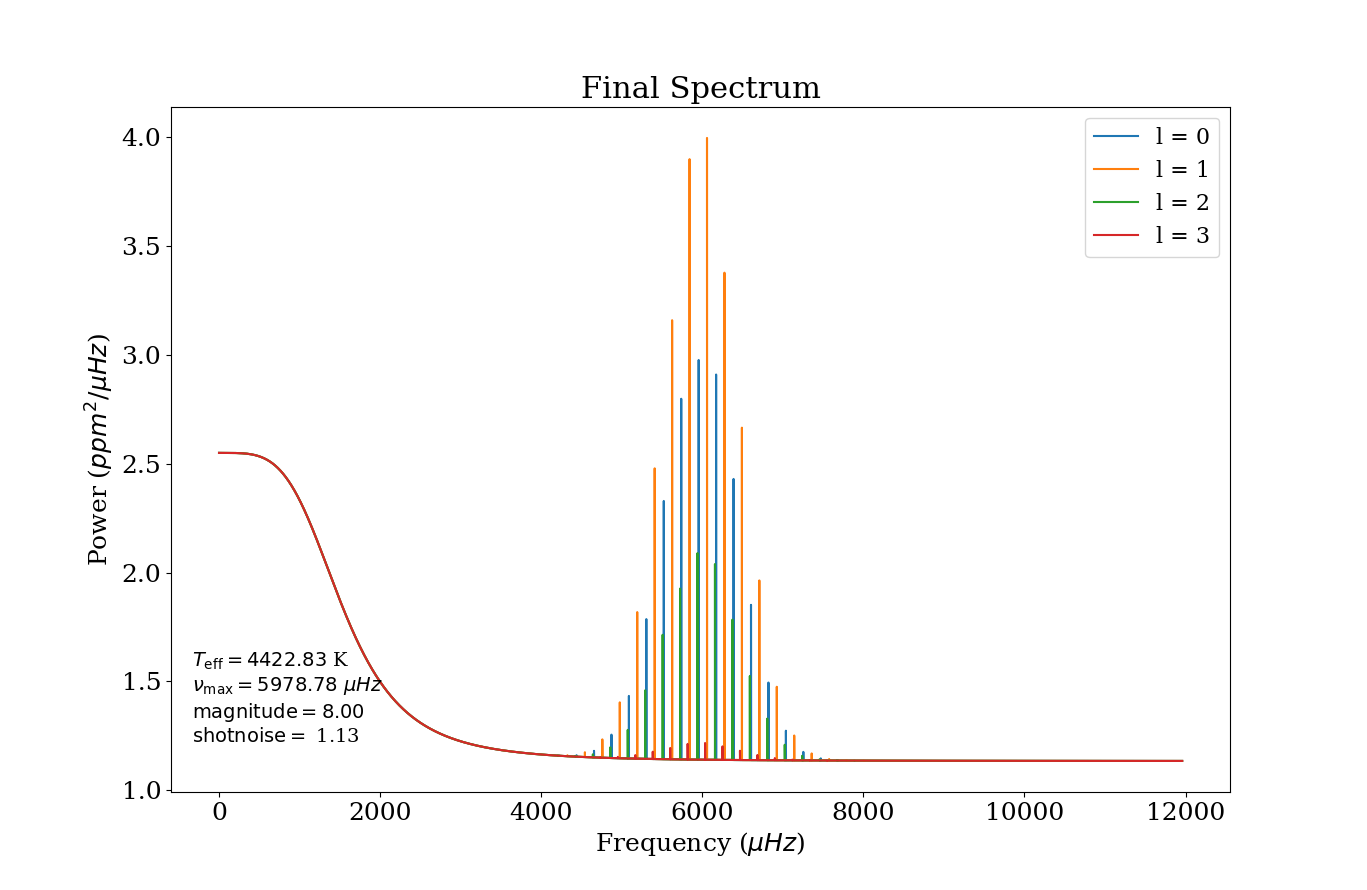 Final Spectrum
Power (ppm²/μHz)
4.0
3.5
3.0
2.5
2.0
1.5
1.0
l = 0
l = 1
l = 2
l = 3
T_eff = 4422.83 K
ν_max = 5978.78 μHz
magnitude = 8.00
shotnoise = 1.13
0 2000 4000 6000 8000 10000 12000
Frequency (μHz)